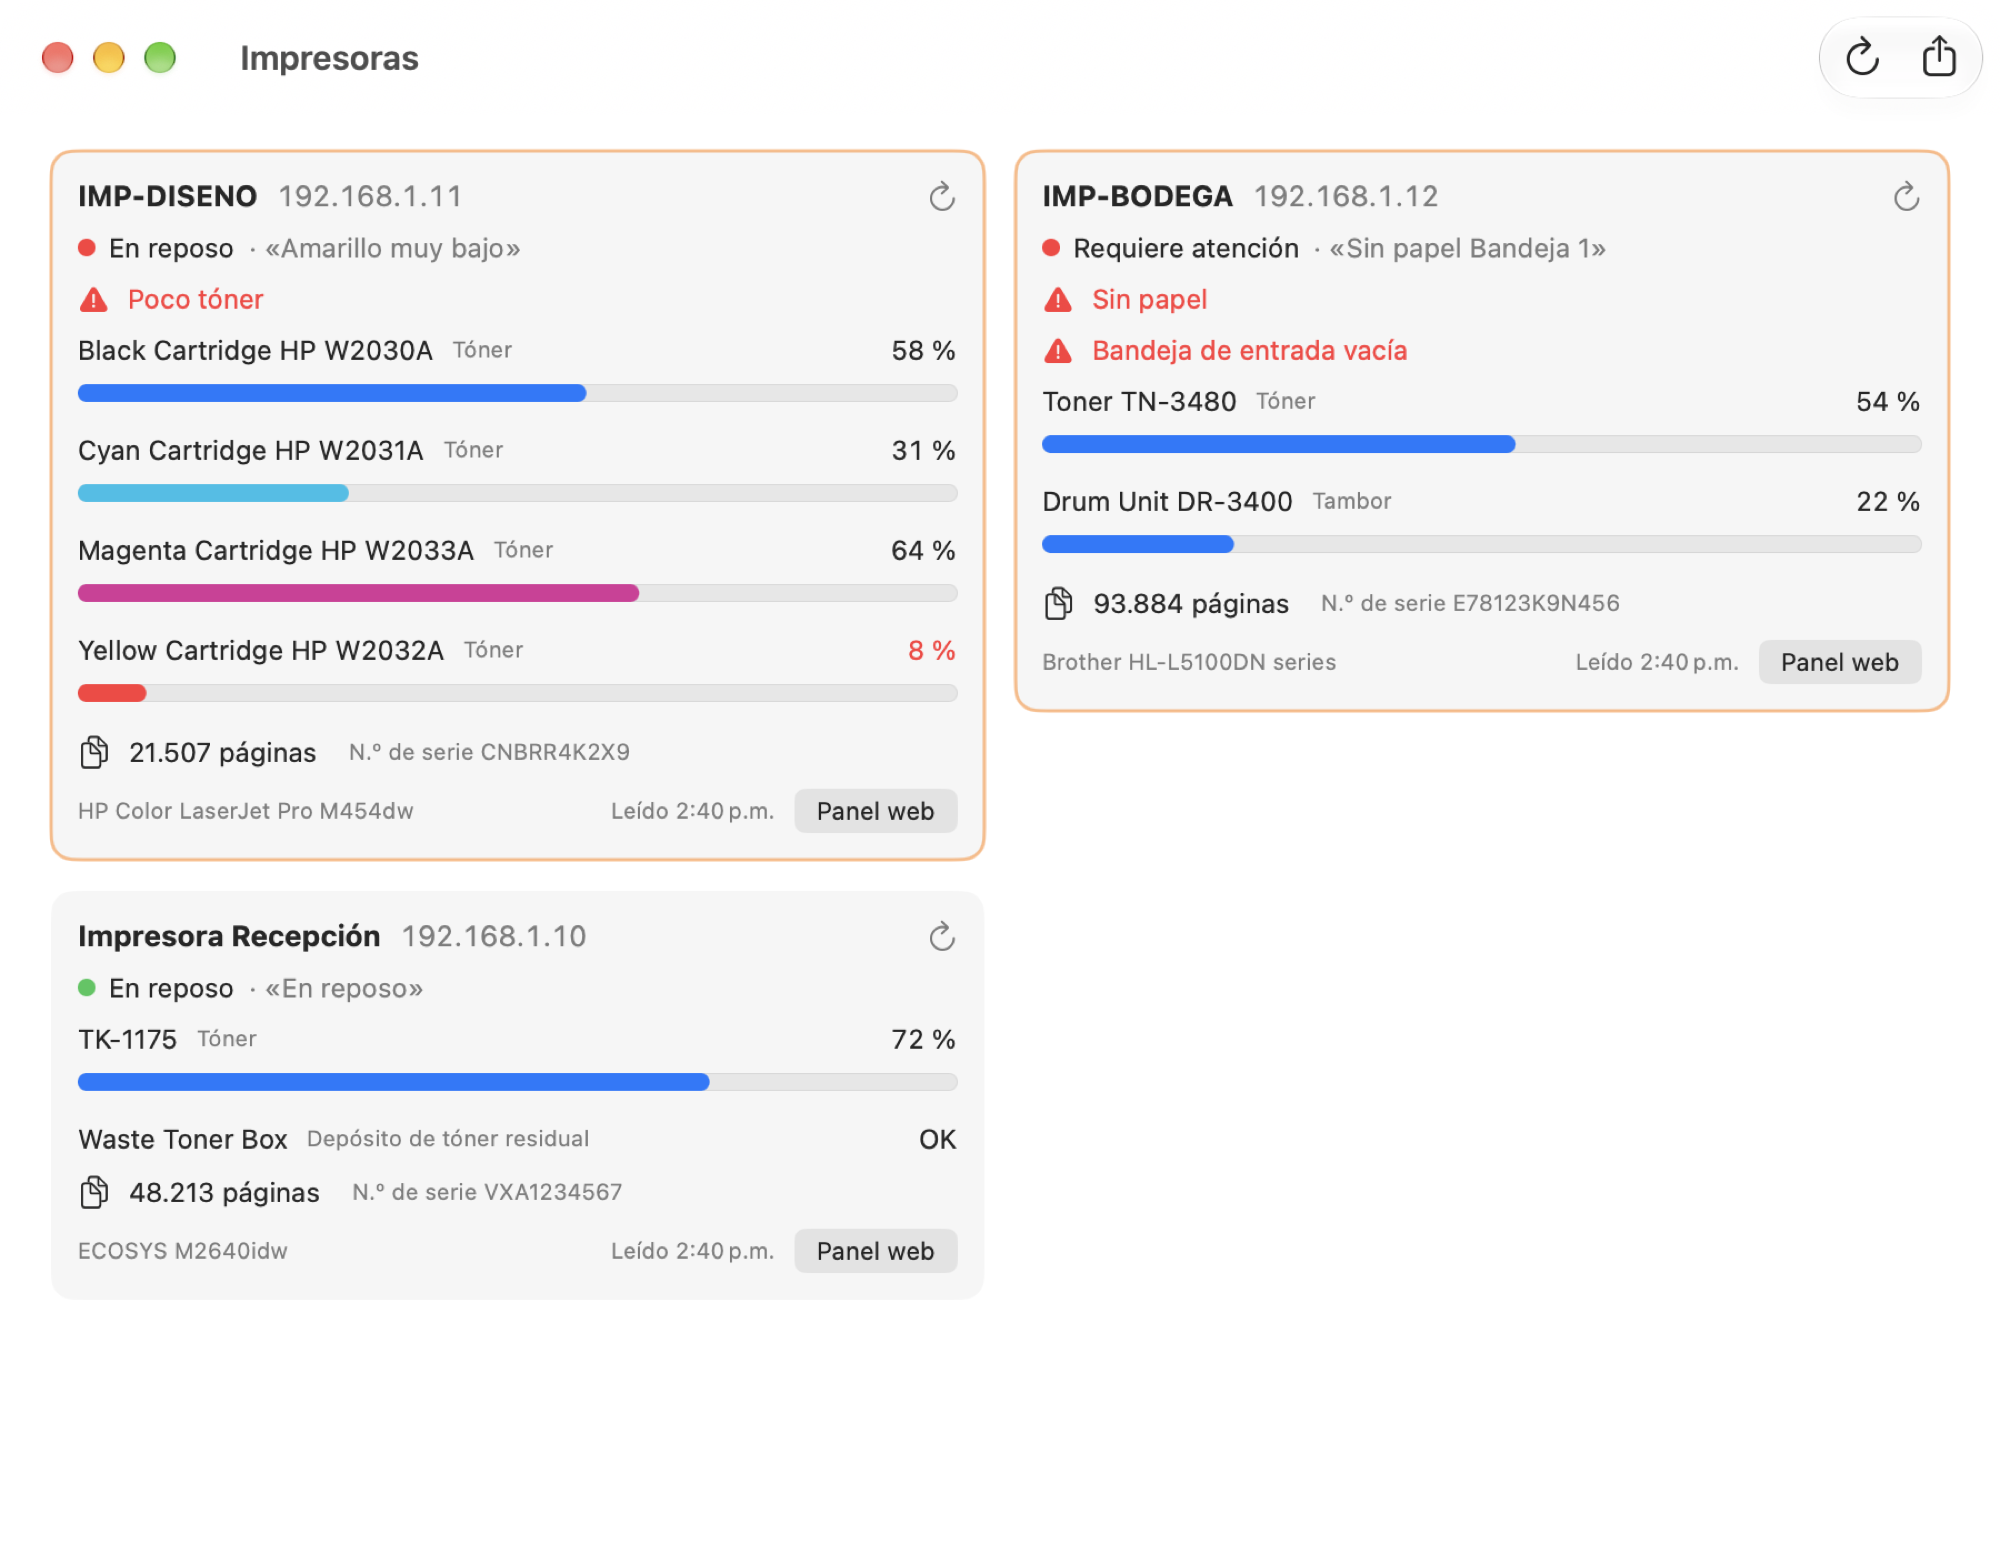 Impresoras
IMP-DISENO 192.168.1.11
En reposo · «Amarillo muy bajo»
Poco tóner
Black Cartridge HP W2030A Tóner 58 %
Cyan Cartridge HP W2031A Tóner 31 %
Magenta Cartridge HP W2033A Tóner 64 %
Yellow Cartridge HP W2032A Tóner 8 %
21.507 páginas N.º de serie CNBRR4K2X9
HP Color LaserJet Pro M454dw Leído 2:40 p.m. Panel web
IMP-BODEGA 192.168.1.12
Requiere atención · «Sin papel Bandeja 1»
Sin papel
Bandeja de entrada vacía
Toner TN-3480 Tóner 54 %
Drum Unit DR-3400 Tambor 22 %
93.884 páginas N.º de serie E78123K9N456
Brother HL-L5100DN series Leído 2:40 p.m. Panel web
Impresora Recepción 192.168.1.10
En reposo · «En reposo»
TK-1175 Tóner 72 %
Waste Toner Box Depósito de tóner residual OK
48.213 páginas N.º de serie VXA1234567
ECOSYS M2640idw Leído 2:40 p.m. Panel web